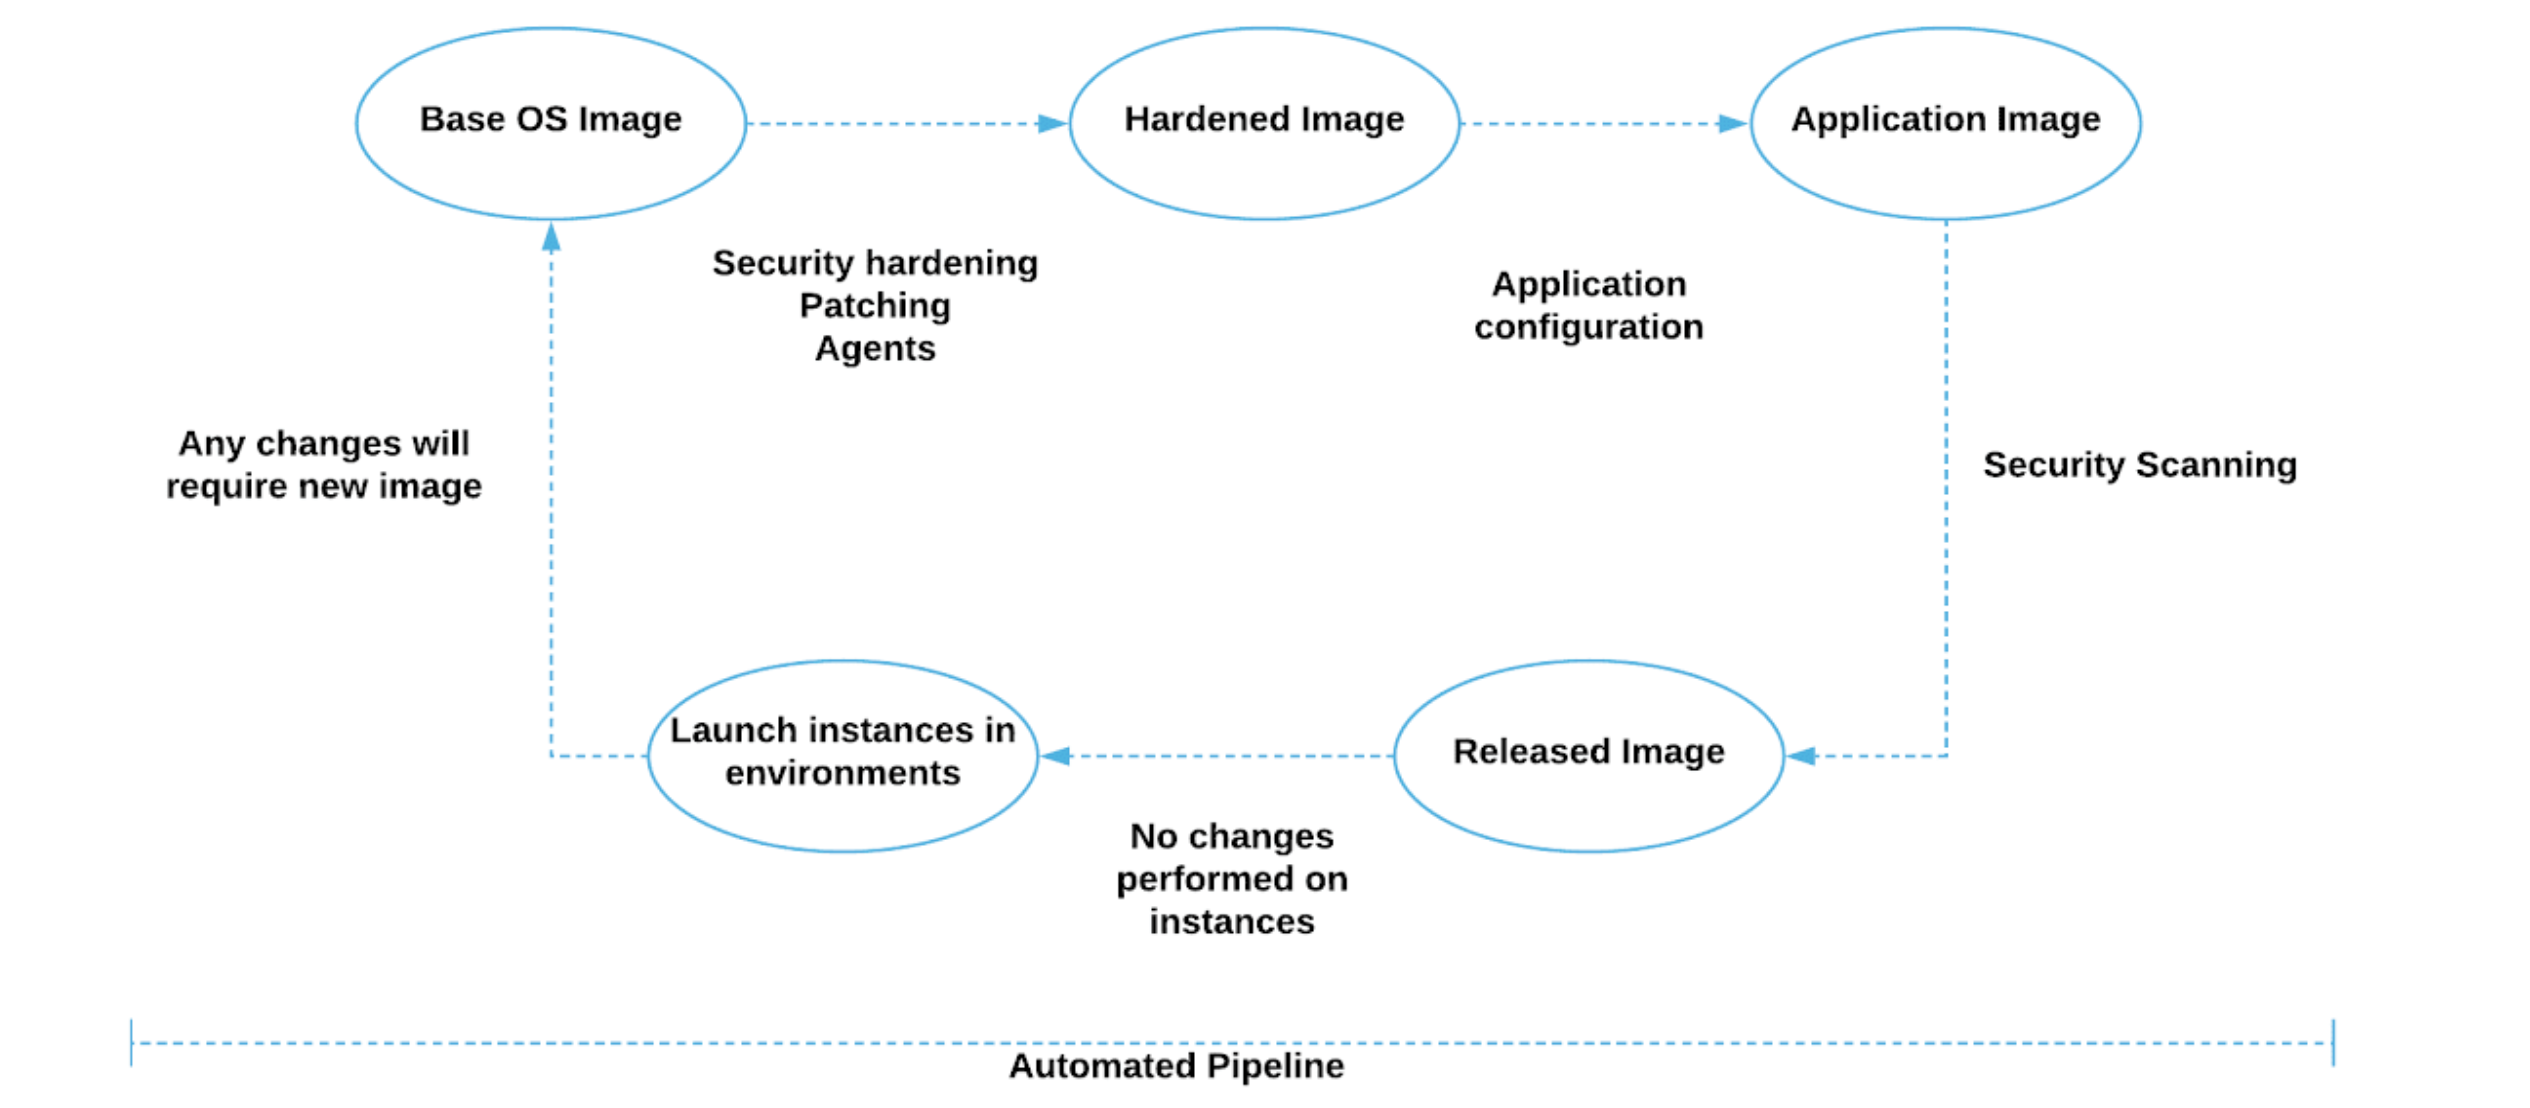 Base OS Image
Hardened Image
Application Image
Security hardening
Patching
Agents
Application
configuration
Any changes will
require new image
Security Scanning
Launch instances in
environments
Released Image
No changes
performed on
instances
Automated Pipeline